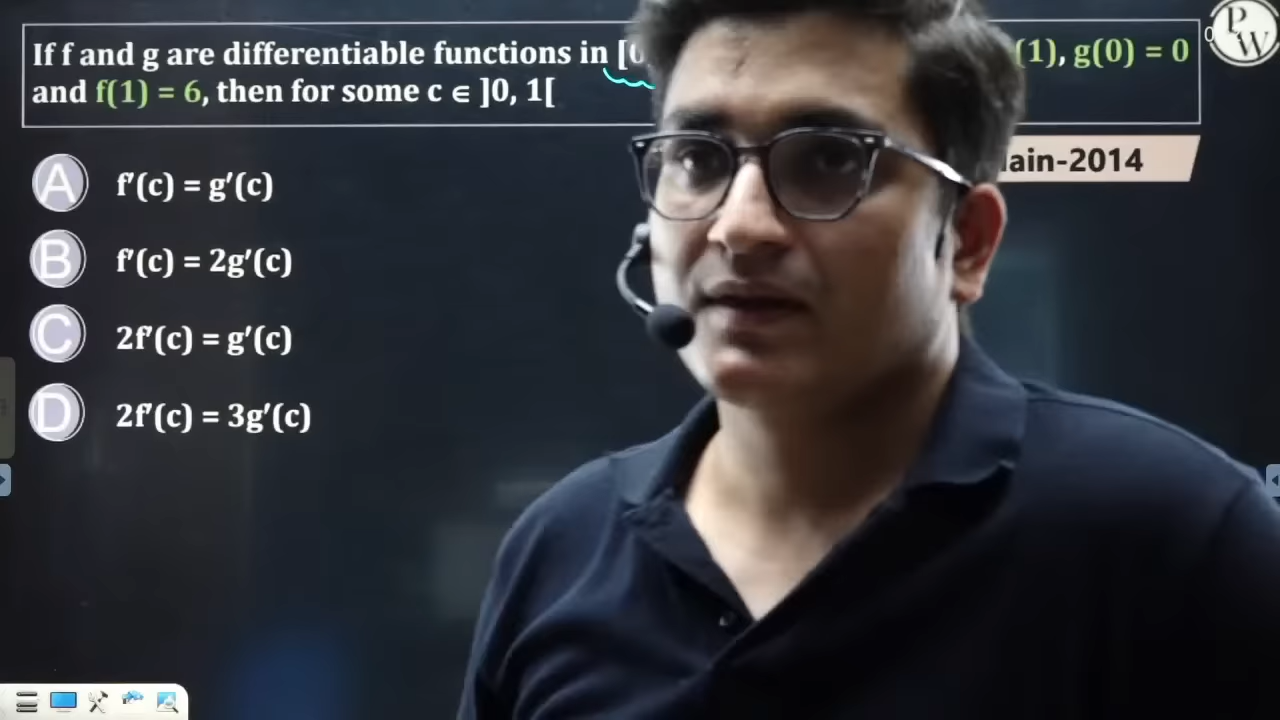 If f and g are differentiable functions in [0, (1), g(0) = 0
and f(1) = 6, then for some c ∈ ]0, 1[
ain-2014
A f′(c) = g′(c)
B f′(c) = 2g′(c)
C 2f′(c) = g′(c)
D 2f′(c) = 3g′(c)
P
W